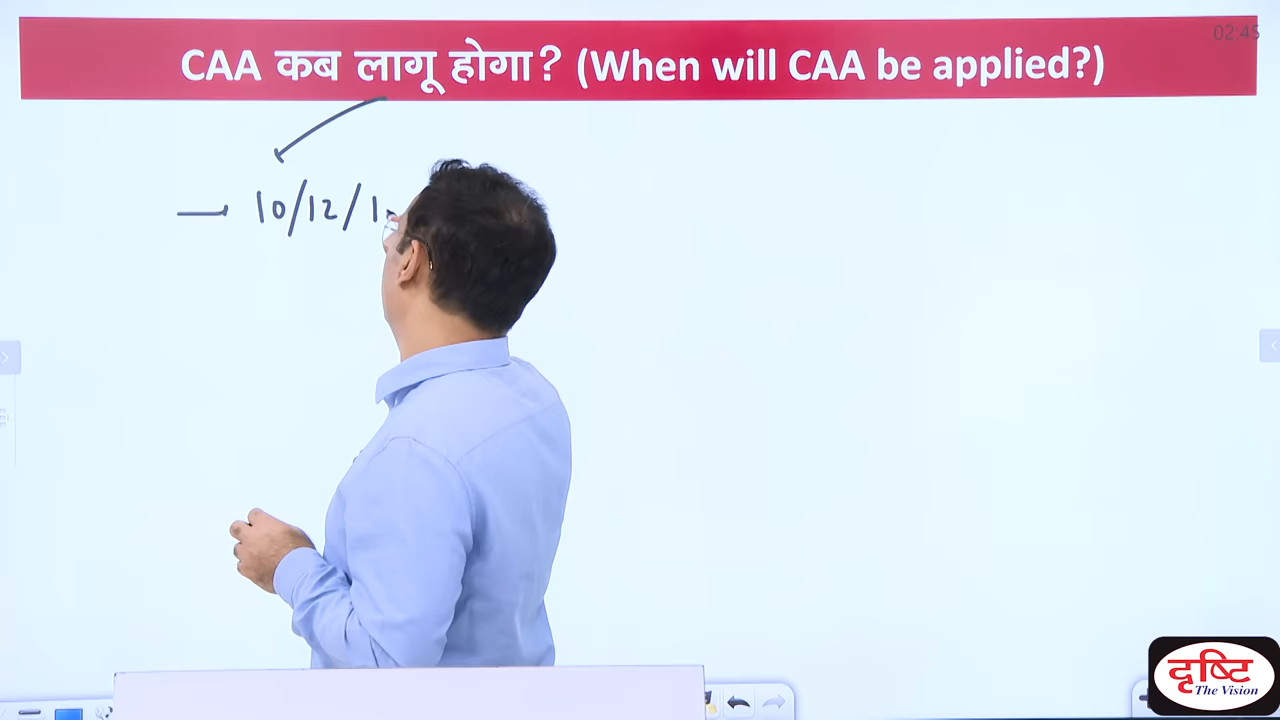 02:45
CAA कब लागू होगा? (When will CAA be applied?)
10/12/1
दृष्टि
The Vision